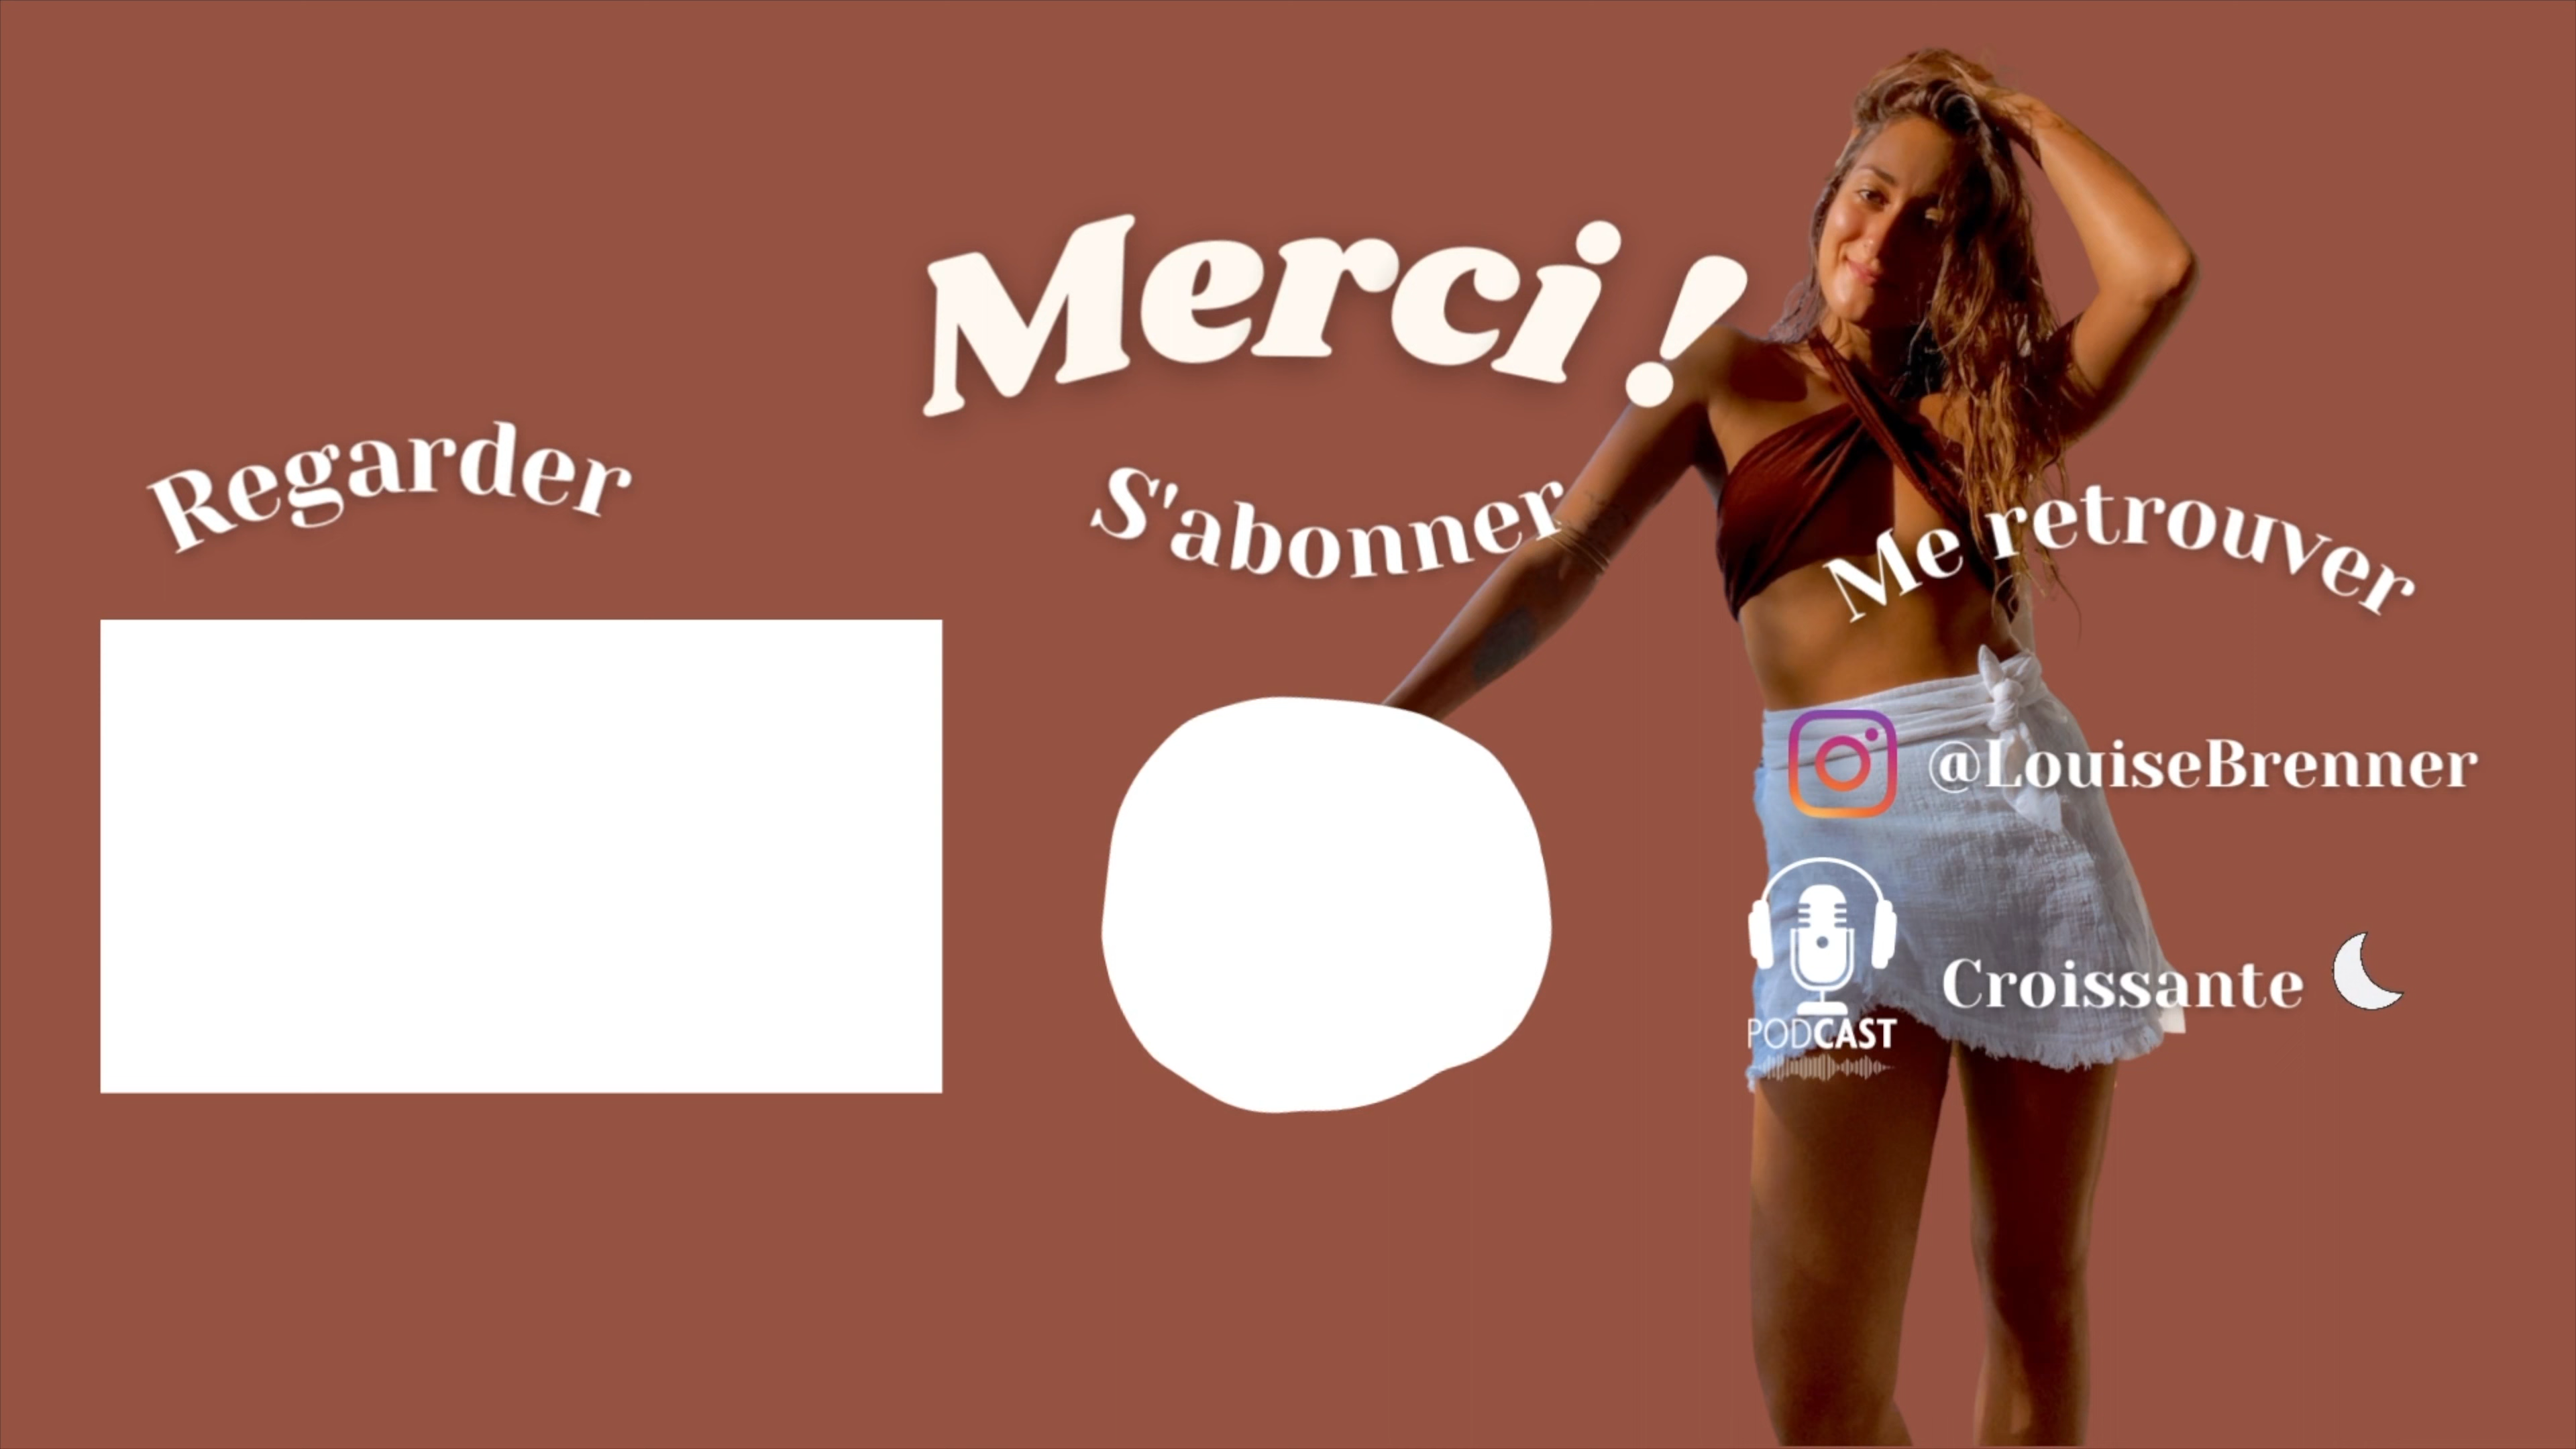 Merci !
Regarder
S'abonner
Me retrouver
@LouiseBrenner
PODCAST
Croissante